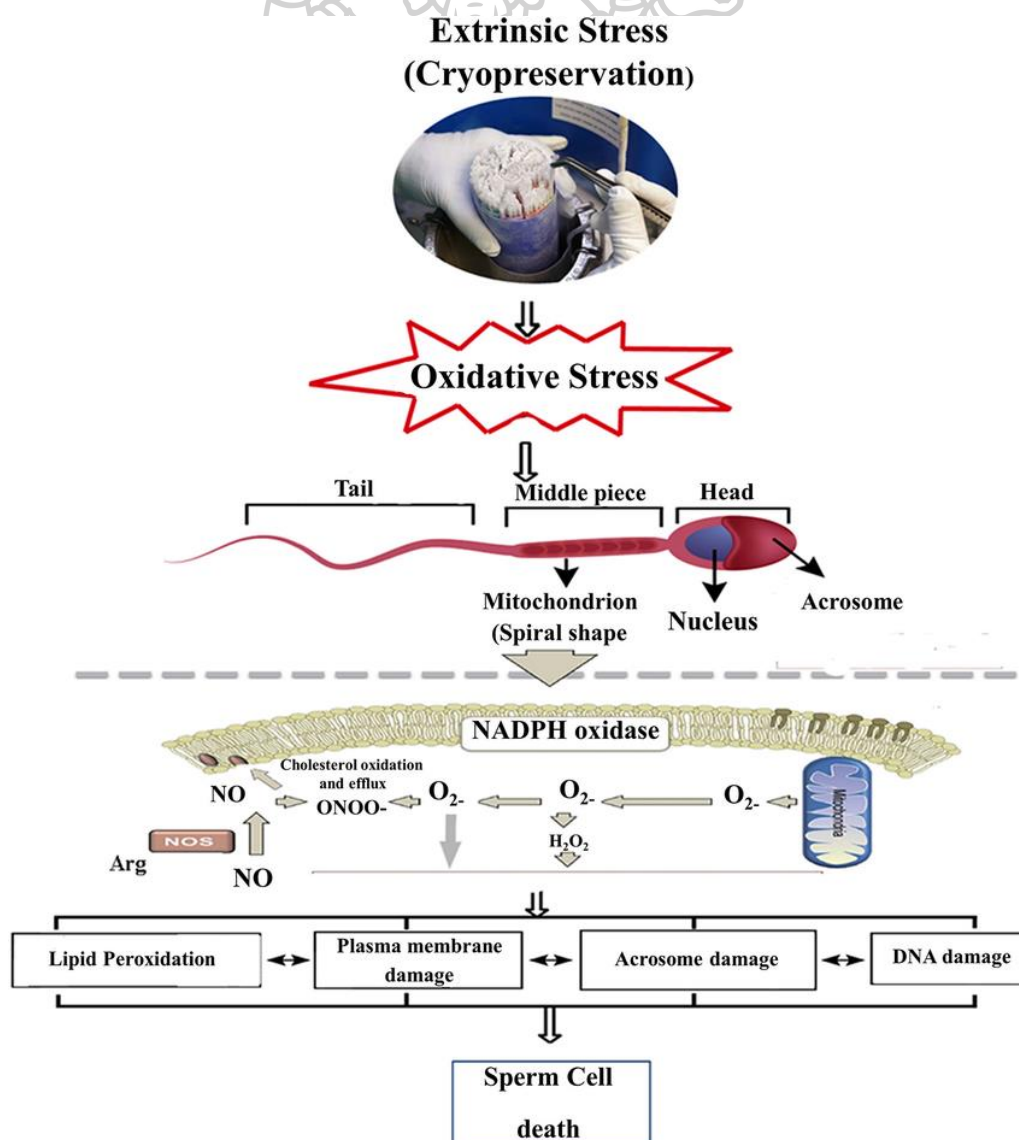 Extrinsic Stress
(Cryopreservation)
Oxidative Stress
Tail
Middle piece
Head
Mitochondrion
(Spiral shape
Nucleus
Acrosome
NADPH oxidase
Cholesterol oxidation
and efflux
NO
ONOO-
O2-
O2-
O2-
Mitochondria
H2O2
NOS
Arg
NO
Lipid Peroxidation
Plasma membrane
damage
Acrosome damage
DNA damage
Sperm Cell
death